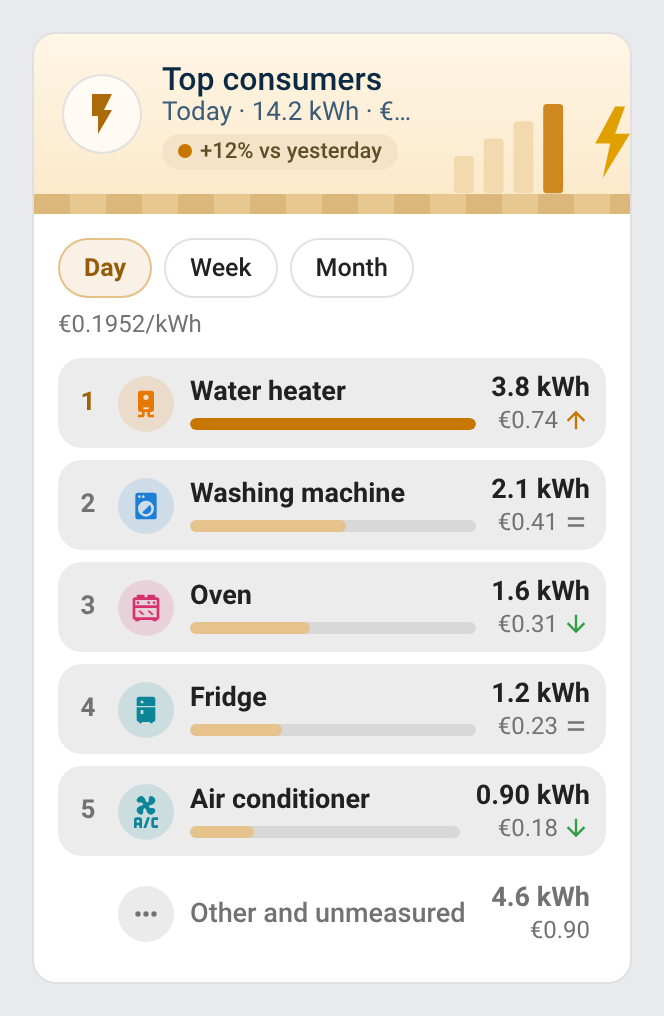 Top consumers
Today · 14.2 kWh · €…
+12% vs yesterday
Day Week Month
€0.1952/kWh
1 Water heater 3.8 kWh
€0.74
2 Washing machine 2.1 kWh
€0.41 =
3 Oven 1.6 kWh
€0.31
4 Fridge 1.2 kWh
€0.23 =
5 Air conditioner 0.90 kWh
A/C €0.18
Other and unmeasured 4.6 kWh
€0.90